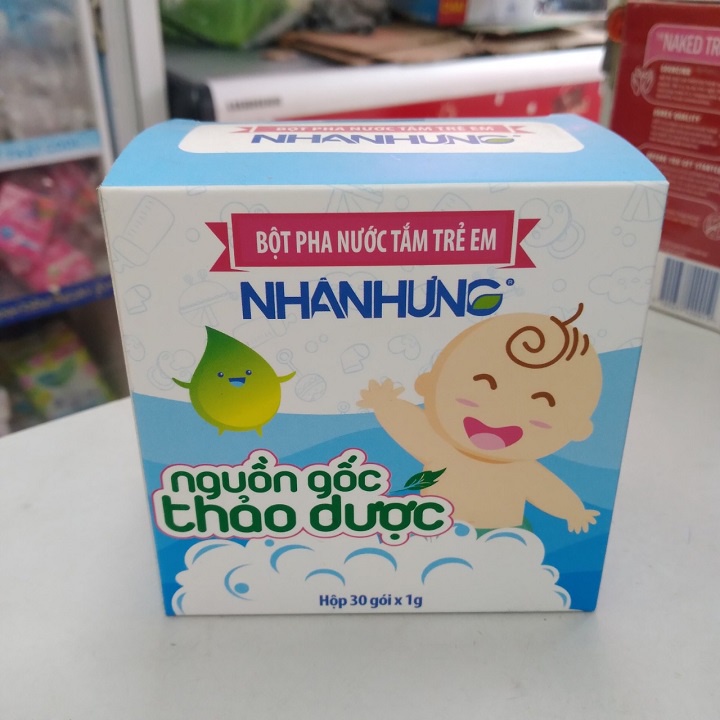 BỘT PHA NƯỚC TẮM TRẺ EM
NHÂNHƯNG
BỘT PHA NƯỚC TẮM TRẺ EM
NHÂNHƯNG®
nguồn gốc
thảo dược
Hộp 30 gói x 1g
"NAKED TR